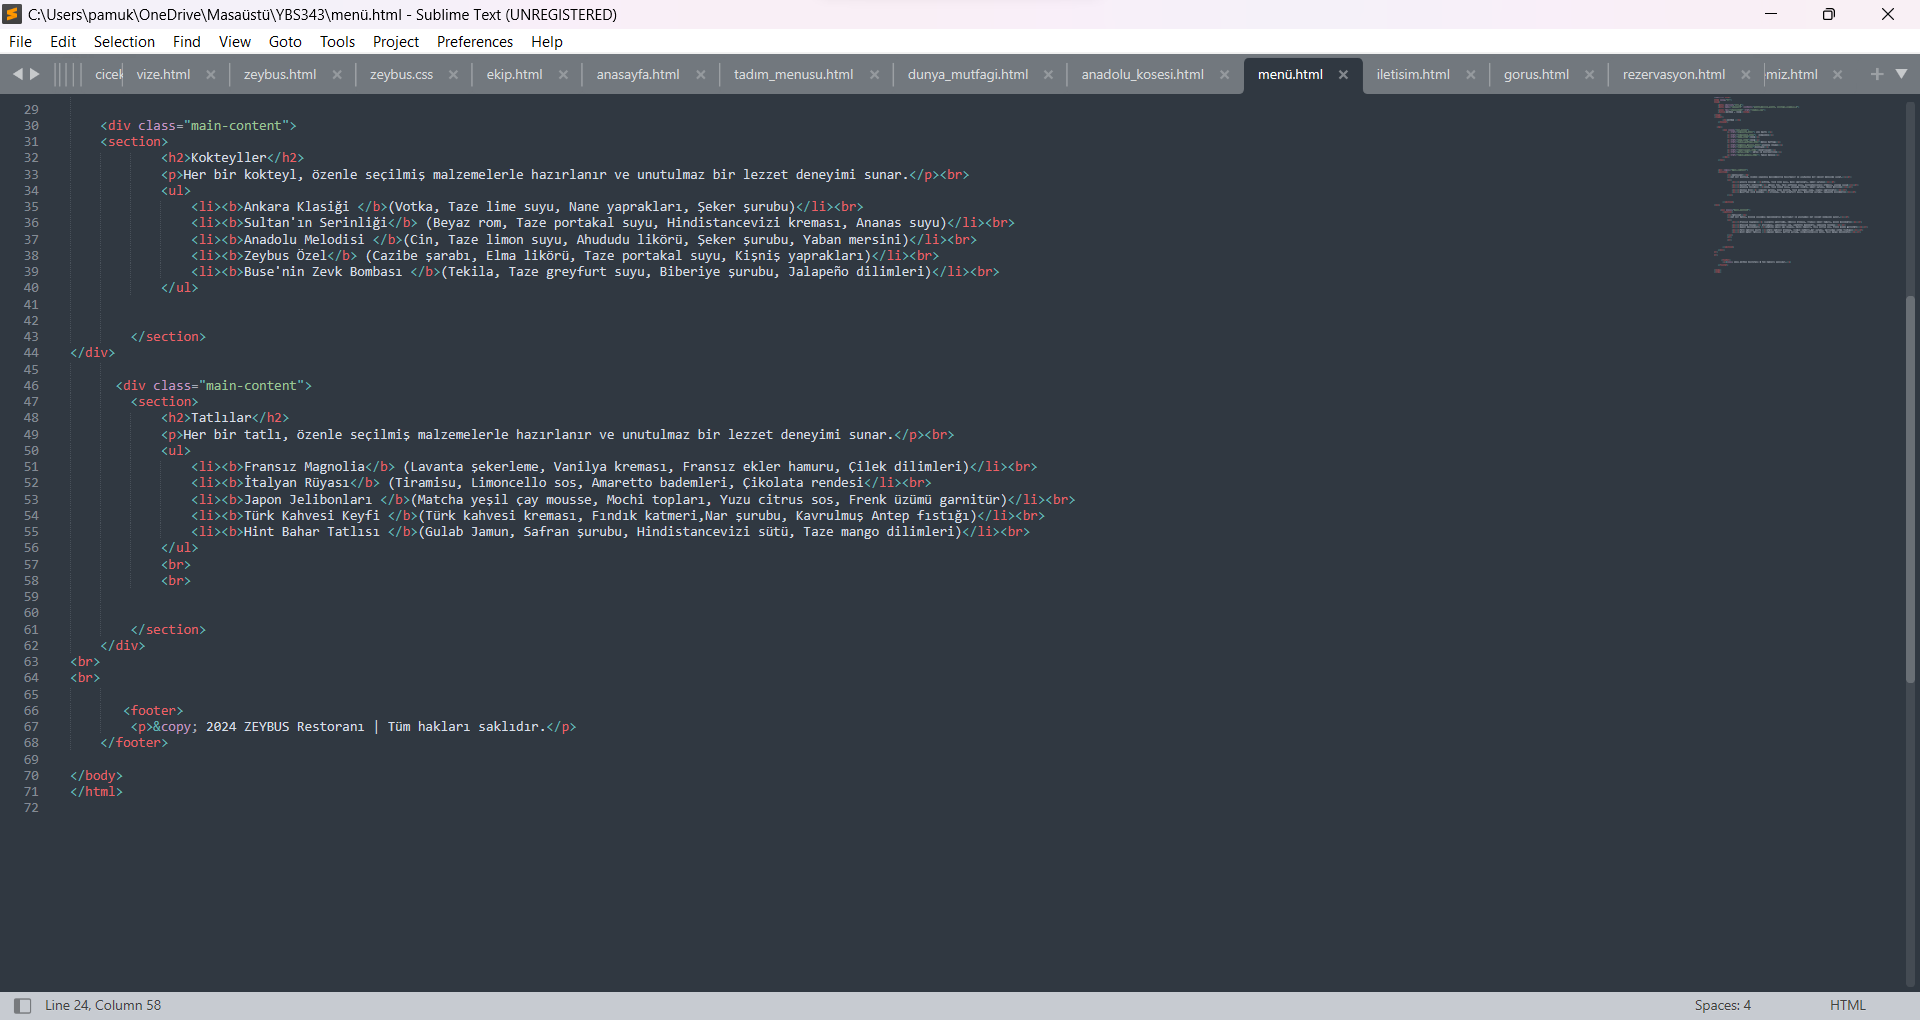 C:\Users\pamuk\OneDrive\Masaüstü\YBS343\menü.html - Sublime Text (UNREGISTERED)
File Edit Selection Find View Goto Tools Project Preferences Help
cicek vize.html zeybus.html zeybus.css ekip.html anasayfa.html tadım_menusu.html dunya_mutfagi.html anadolu_kosesi.html menü.html iletisim.html gorus.html rezervasyon.html miz.html
29
30 <div class="main-content">
31 <section>
32 <h2>Kokteyller</h2>
33 <p>Her bir kokteyl, özenle seçilmiş malzemelerle hazırlanır ve unutulmaz bir lezzet deneyimi sunar.</p><br>
34 <ul>
35 <li><b>Ankara Klasiği </b>(Votka, Taze lime suyu, Nane yaprakları, Şeker şurubu)</li><br>
36 <li><b>Sultan'ın Serinliği</b> (Beyaz rom, Taze portakal suyu, Hindistancevizi kreması, Ananas suyu)</li><br>
37 <li><b>Anadolu Melodisi </b>(Cin, Taze limon suyu, Ahududu likörü, Şeker şurubu, Yaban mersini)</li><br>
38 <li><b>Zeybus Özel</b> (Cazibe şarabı, Elma likörü, Taze portakal suyu, Kişniş yaprakları)</li><br>
39 <li><b>Buse'nin Zevk Bombası </b>(Tekila, Taze greyfurt suyu, Biberiye şurubu, Jalapeño dilimleri)</li><br>
40 </ul>
41
42
43 </section>
44 </div>
45
46 <div class="main-content">
47 <section>
48 <h2>Tatlılar</h2>
49 <p>Her bir tatlı, özenle seçilmiş malzemelerle hazırlanır ve unutulmaz bir lezzet deneyimi sunar.</p><br>
50 <ul>
51 <li><b>Fransız Magnolia</b> (Lavanta şekerleme, Vanilya kreması, Fransız ekler hamuru, Çilek dilimleri)</li><br>
52 <li><b>İtalyan Rüyası</b> (Tiramisu, Limoncello sos, Amaretto bademleri, Çikolata rendesi</li><br>
53 <li><b>Japon Jelibonları </b>(Matcha yeşil çay mousse, Mochi topları, Yuzu citrus sos, Frenk üzümü garnitür)</li><br>
54 <li><b>Türk Kahvesi Keyfi </b>(Türk kahvesi kreması, Fındık katmeri,Nar şurubu, Kavrulmuş Antep fıstığı)</li><br>
55 <li><b>Hint Bahar Tatlısı </b>(Gulab Jamun, Safran şurubu, Hindistancevizi sütü, Taze mango dilimleri)</li><br>
56 </ul>
57 <br>
58 <br>
59
60
61 </section>
62 </div>
63 <br>
64 <br>
65
66 <footer>
67 <p>&copy; 2024 ZEYBUS Restoranı | Tüm hakları saklıdır.</p>
68 </footer>
69
70 </body>
71 </html>
72
Line 24, Column 58 Spaces: 4 HTML